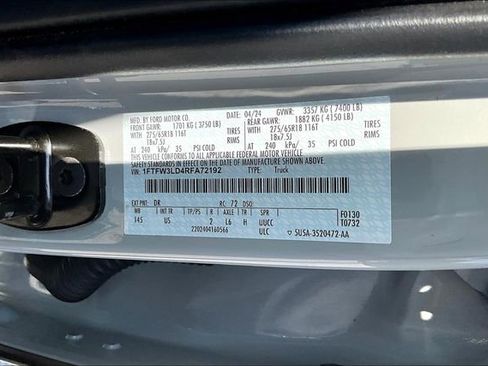 MFD. BY FORD MOTOR CO.
DATE: 04/24 GVWR: 3357 KG (7400 LB)
FRONT GAWR: 1701 KG (3750 LB) REAR GAWR: 1882 KG (4150 LB)
275/65R18 116T TIRES 275/65R18 116T TIRES
18x7.5J RIMS 18x7.5J RIMS
AT 240 kPa/ 35 PSI COLD AT 240 kPa/ 35 PSI COLD
THIS VEHICLE CONFORMS TO ALL APPLICABLE FEDERAL MOTOR VEHICLE
SAFETY STANDARDS IN EFFECT ON THE DATE OF MANUFACTURE SHOWN ABOVE.
VIN: 1FTFW3LD4RFA72192 TYPE: Truck
EXT PNT: DR RC: 72 DSO: F0130
WB INT TR TP/PS R AXLE TR SPR T0732
145 US 2 L6 H UUCC
2202404160566 ULC 5U5A-3520472-AA